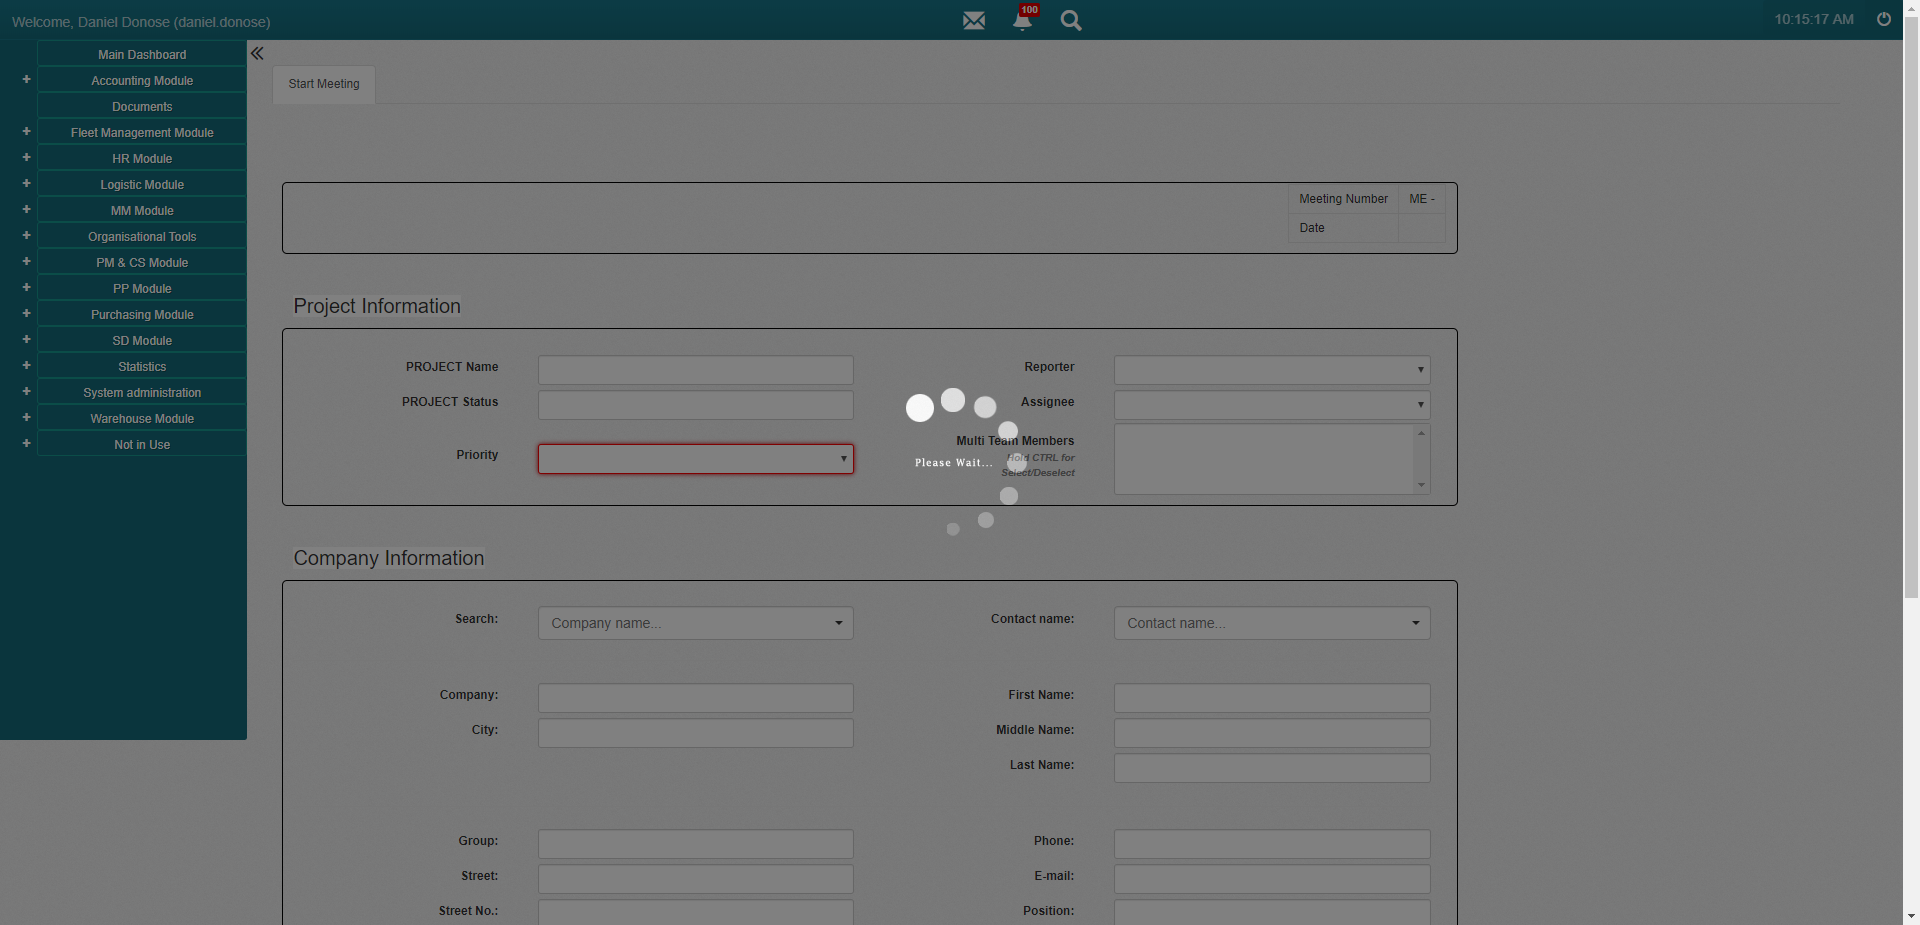 Welcome, Daniel Donose (daniel.donose)
100
10:15:17 AM
Main Dashboard
Accounting Module
Documents
Fleet Management Module
HR Module
Logistic Module
MM Module
Organisational Tools
PM & CS Module
PP Module
Purchasing Module
SD Module
Statistics
System administration
Warehouse Module
Not in Use
Start Meeting
Meeting Number ME -
Date
Project Information
PROJECT Name
Reporter
PROJECT Status
Assignee
Priority
Multi Team Members
Hold CTRL for
Select/Deselect
Please Wait...
Company Information
Search: Company name...
Contact name: Contact name...
Company:
First Name:
City:
Middle Name:
Last Name:
Group:
Phone:
Street:
E-mail:
Street No.:
Position: